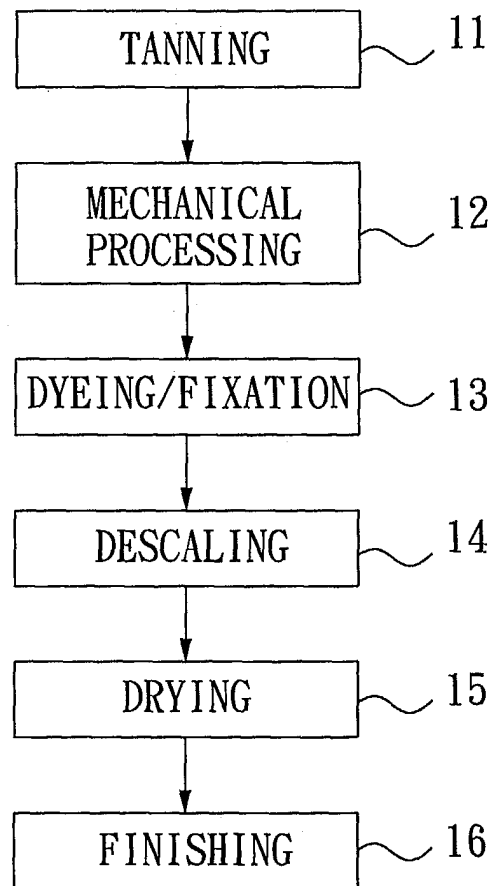 TANNING 11
MECHANICAL
PROCESSING 12
DYEING/FIXATION 13
DESCALING 14
DRYING 15
FINISHING 16